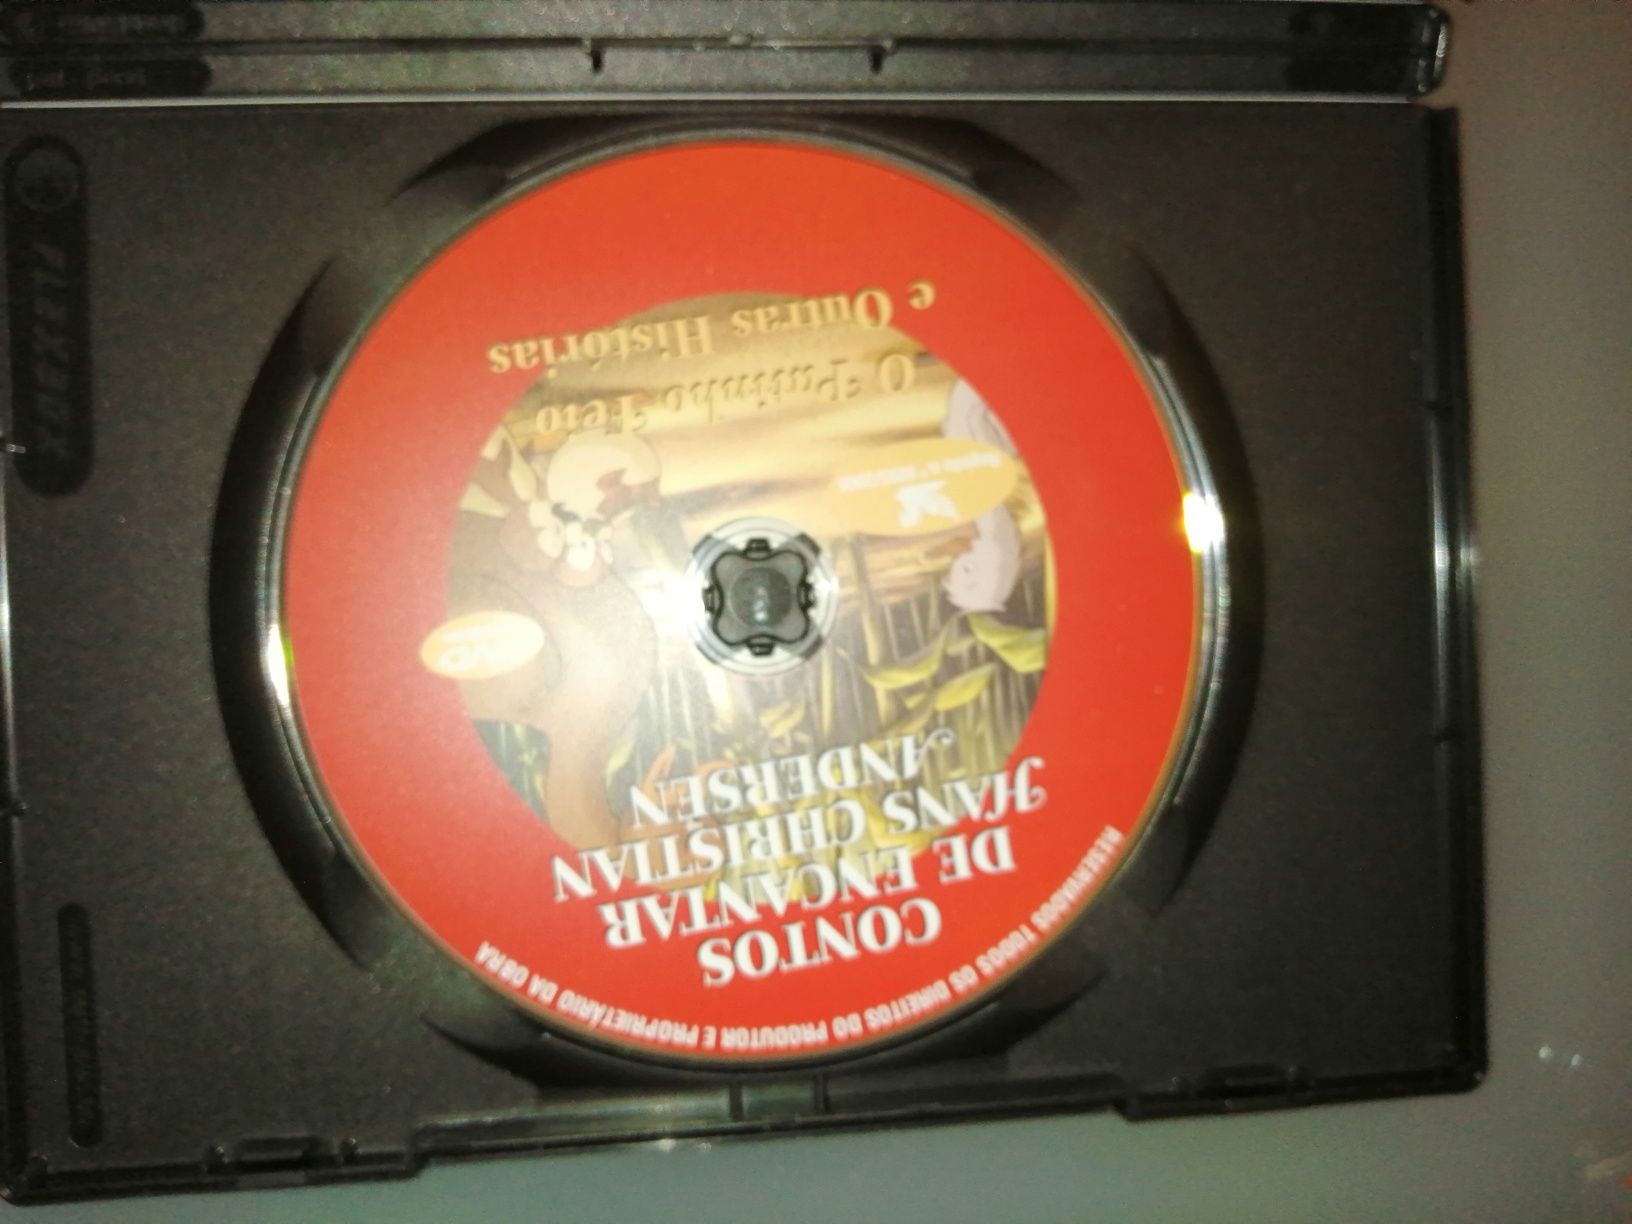 RESERVADOS TODOS OS DIREITOS DO PRODUTOR E PROPRIETÁRIO DA OBRA
CONTOS
DE ENCANTAR
HANS CHRISTIAN
ANDERSEN
DVD
O Patinho Feio
e Outras Histórias